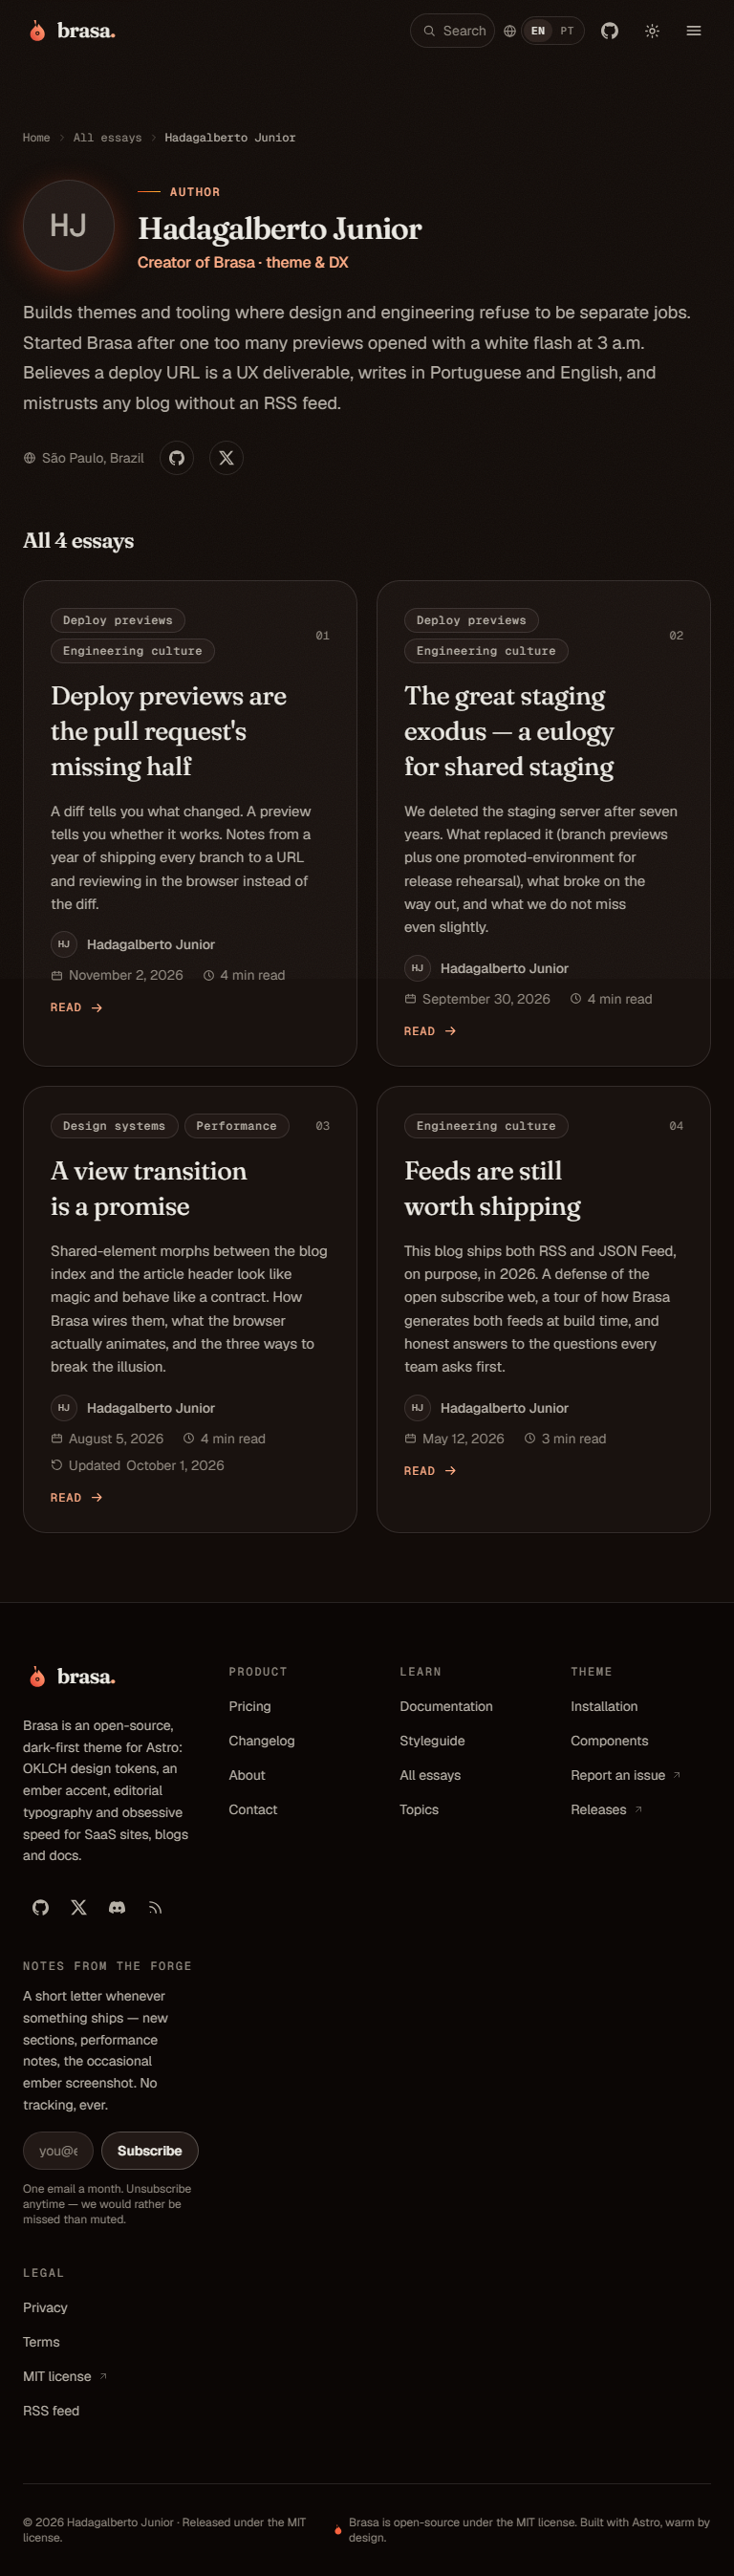 brasa.
Search
EN PT
Home > All essays > Hadagalberto Junior
HJ
AUTHOR
Hadagalberto Junior
Creator of Brasa · theme & DX
Builds themes and tooling where design and engineering refuse to be separate jobs.
Started Brasa after one too many previews opened with a white flash at 3 a.m.
Believes a deploy URL is a UX deliverable, writes in Portuguese and English, and
mistrusts any blog without an RSS feed.
São Paulo, Brazil
All 4 essays
Deploy previews
Engineering culture
01
Deploy previews are
the pull request's
missing half
A diff tells you what changed. A preview
tells you whether it works. Notes from a
year of shipping every branch to a URL
and reviewing in the browser instead of
the diff.
HJ Hadagalberto Junior
November 2, 2026 4 min read
READ →
Deploy previews
Engineering culture
02
The great staging
exodus — a eulogy
for shared staging
We deleted the staging server after seven
years. What replaced it (branch previews
plus one promoted-environment for
release rehearsal), what broke on the
way out, and what we do not miss
even slightly.
HJ Hadagalberto Junior
September 30, 2026 4 min read
READ →
Design systems Performance 03
A view transition
is a promise
Shared-element morphs between the blog
index and the article header look like
magic and behave like a contract. How
Brasa wires them, what the browser
actually animates, and the three ways to
break the illusion.
HJ Hadagalberto Junior
August 5, 2026 4 min read
Updated October 1, 2026
READ →
Engineering culture 04
Feeds are still
worth shipping
This blog ships both RSS and JSON Feed,
on purpose, in 2026. A defense of the
open subscribe web, a tour of how Brasa
generates both feeds at build time, and
honest answers to the questions every
team asks first.
HJ Hadagalberto Junior
May 12, 2026 3 min read
READ →
brasa.
Brasa is an open-source,
dark-first theme for Astro:
OKLCH design tokens, an
ember accent, editorial
typography and obsessive
speed for SaaS sites, blogs
and docs.
PRODUCT
Pricing
Changelog
About
Contact
LEARN
Documentation
Styleguide
All essays
Topics
THEME
Installation
Components
Report an issue ↗
Releases ↗
NOTES FROM THE FORGE
A short letter whenever
something ships — new
sections, performance
notes, the occasional
ember screenshot. No
tracking, ever.
you@e
Subscribe
One email a month. Unsubscribe
anytime — we would rather be
missed than muted.
LEGAL
Privacy
Terms
MIT license ↗
RSS feed
© 2026 Hadagalberto Junior · Released under the MIT
license.
Brasa is open-source under the MIT license. Built with Astro, warm by
design.